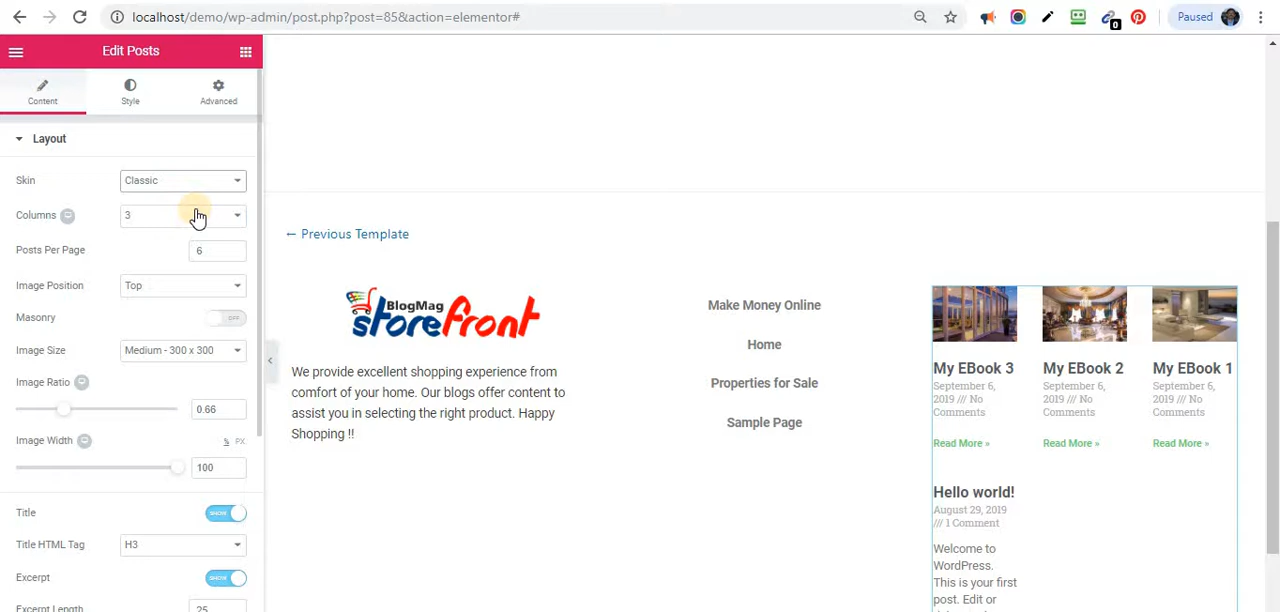 localhost/demo/wp-admin/post.php?post=85&action=elementor#
0
Paused
Edit Posts
Content
Style
Advanced
Layout
Skin
Classic
Columns
3
Posts Per Page
6
Image Position
Top
Masonry
OFF
Image Size
Medium - 300 x 300
Image Ratio
0.66
Image Width
% PX
100
Title
SHOW
Title HTML Tag
H3
Excerpt
SHOW
Excerpt Length
25
← Previous Template
BlogMag
storefront
We provide excellent shopping experience from
comfort of your home. Our blogs offer content to
assist you in selecting the right product. Happy
Shopping !!
Make Money Online
Home
Properties for Sale
Sample Page
My EBook 3
September 6,
2019 /// No
Comments
Read More »
My EBook 2
September 6,
2019 /// No
Comments
Read More »
My EBook 1
September 6,
2019 /// No
Comments
Read More »
Hello world!
August 29, 2019
/// 1 Comment
Welcome to
WordPress.
This is your first
post. Edit or